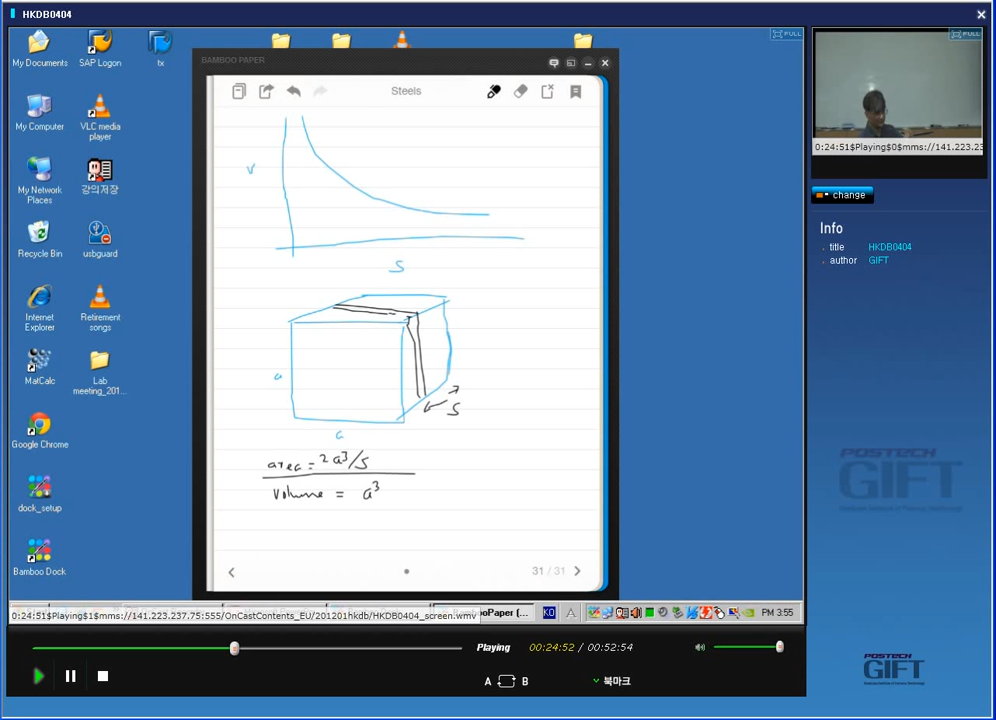 HKDB0404
My Documents
SAP Logon
fx
BAMBOO PAPER
FULL
FULL
Steels
My Computer
VLC media
player
My Network
Places
강의저장
Recycle Bin
usbguard
Internet
Explorer
Retirement
songs
MatCalc
Lab
meeting_201...
Google Chrome
dock_setup
Bamboo Dock
v
S
a
a
S
area = 2a³/S
volume = a³
31 / 31
0:24:51$Playing$0$mms://141.223.23
change
Info
title HKDB0404
author GIFT
POSTECH
GIFT
0:24:51$Playing$1$mms://141.223.237.75:555/OnCastContents_EU/201201hkdb/HKDB0404_screen.wmv
BambooPaper (...
KO
A
PM 3:55
Playing 00:24:52 / 00:52:54
A B
북마크
POSTECH
GIFT